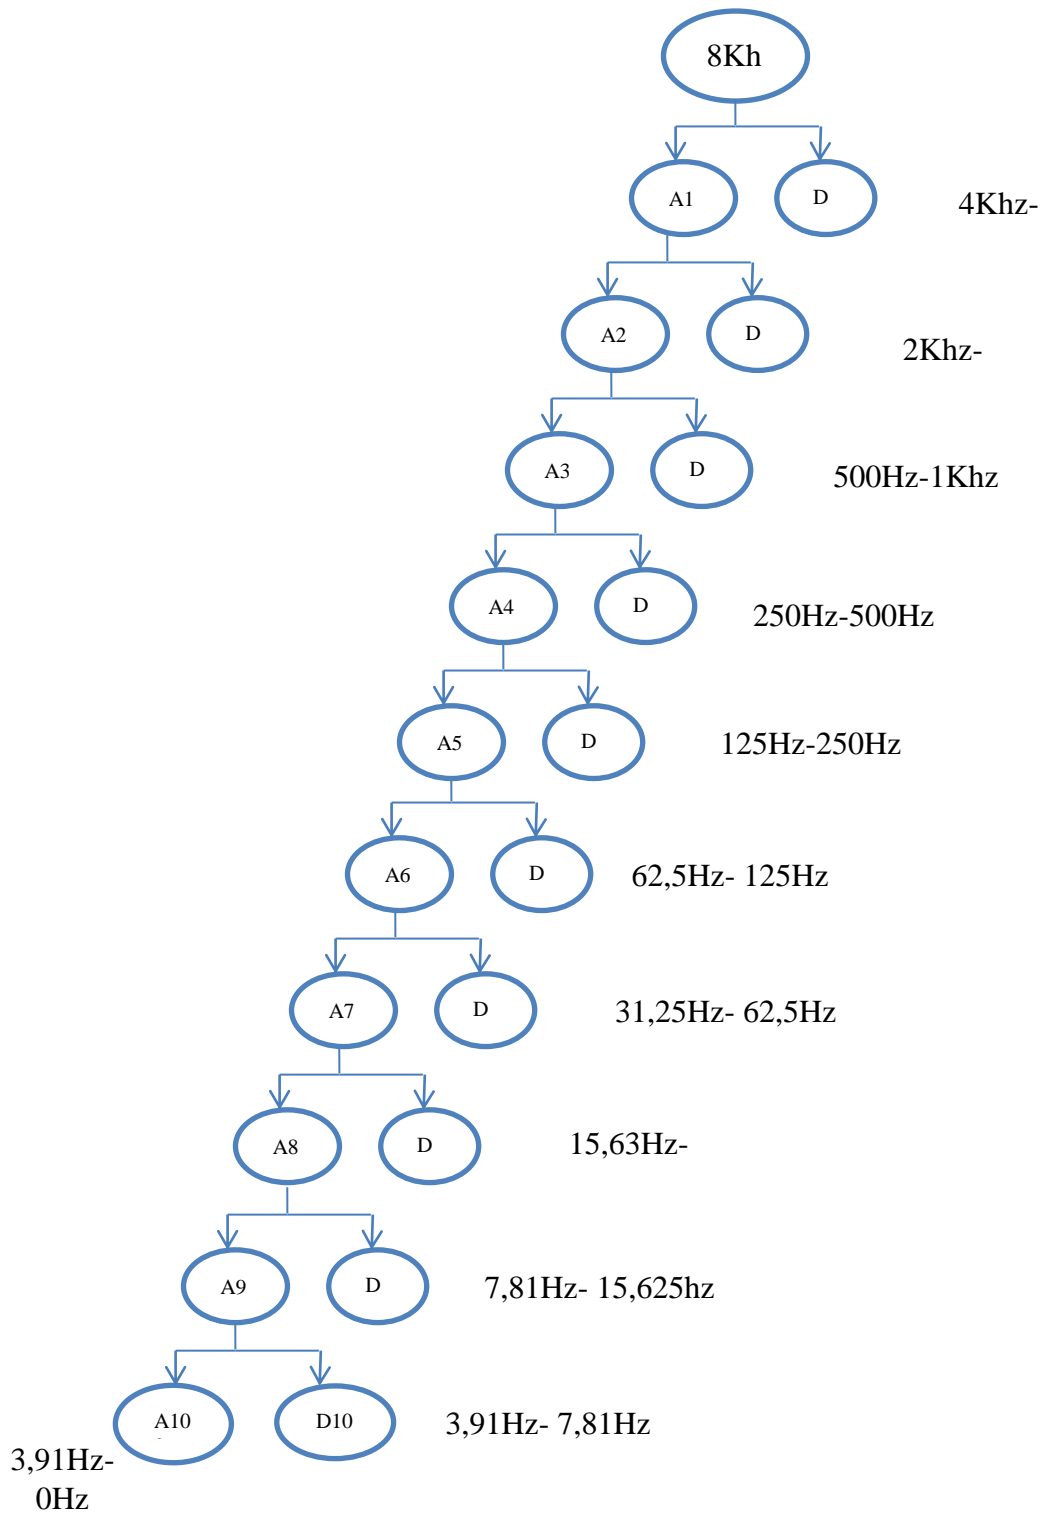 8Kh
A1
D
4Khz-
A2
D
2Khz-
A3
D
500Hz-1Khz
A4
D
250Hz-500Hz
A5
D
125Hz-250Hz
A6
D
62,5Hz- 125Hz
A7
D
31,25Hz- 62,5Hz
A8
D
15,63Hz-
A9
D
7,81Hz- 15,625hz
A10
D10
3,91Hz- 7,81Hz
3,91Hz-
0Hz